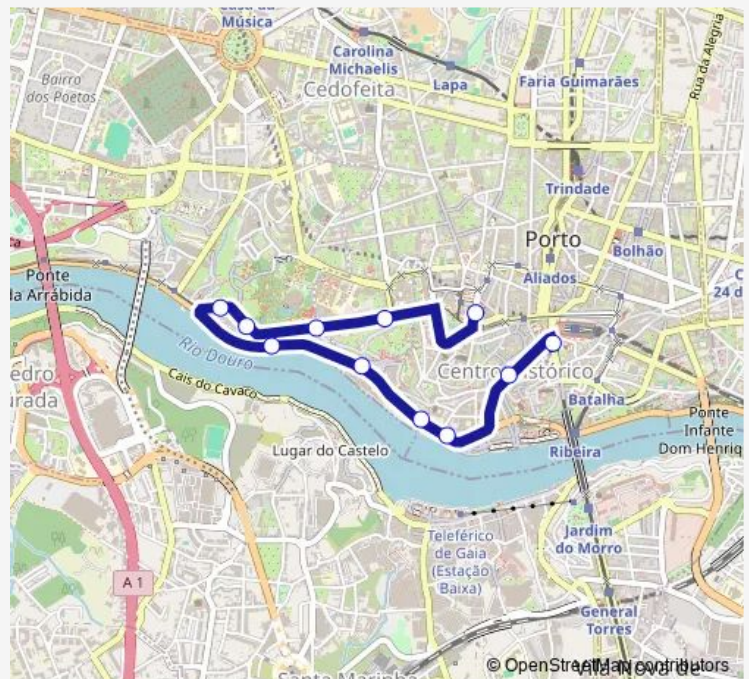 Casa da
Música
Carolina
Michaelis
Lapa
Faria Guimarães
Rua da Alegria
Bairro
dos Poetas
Cedofeita
Trindade
Porto
Bolhão
Aliados
24 d
Ponte
da Arrábida
Rio Douro
Cais do Cavaco
Centro Histórico
Batalha
Ponte
Infante
Dom Henriq
Ribeira
Lugar do Castelo
Teleférico
de Gaia
(Estação
Baixa)
Jardim
do Morro
A 1
General
Torres
© OpenStreetMap contributors